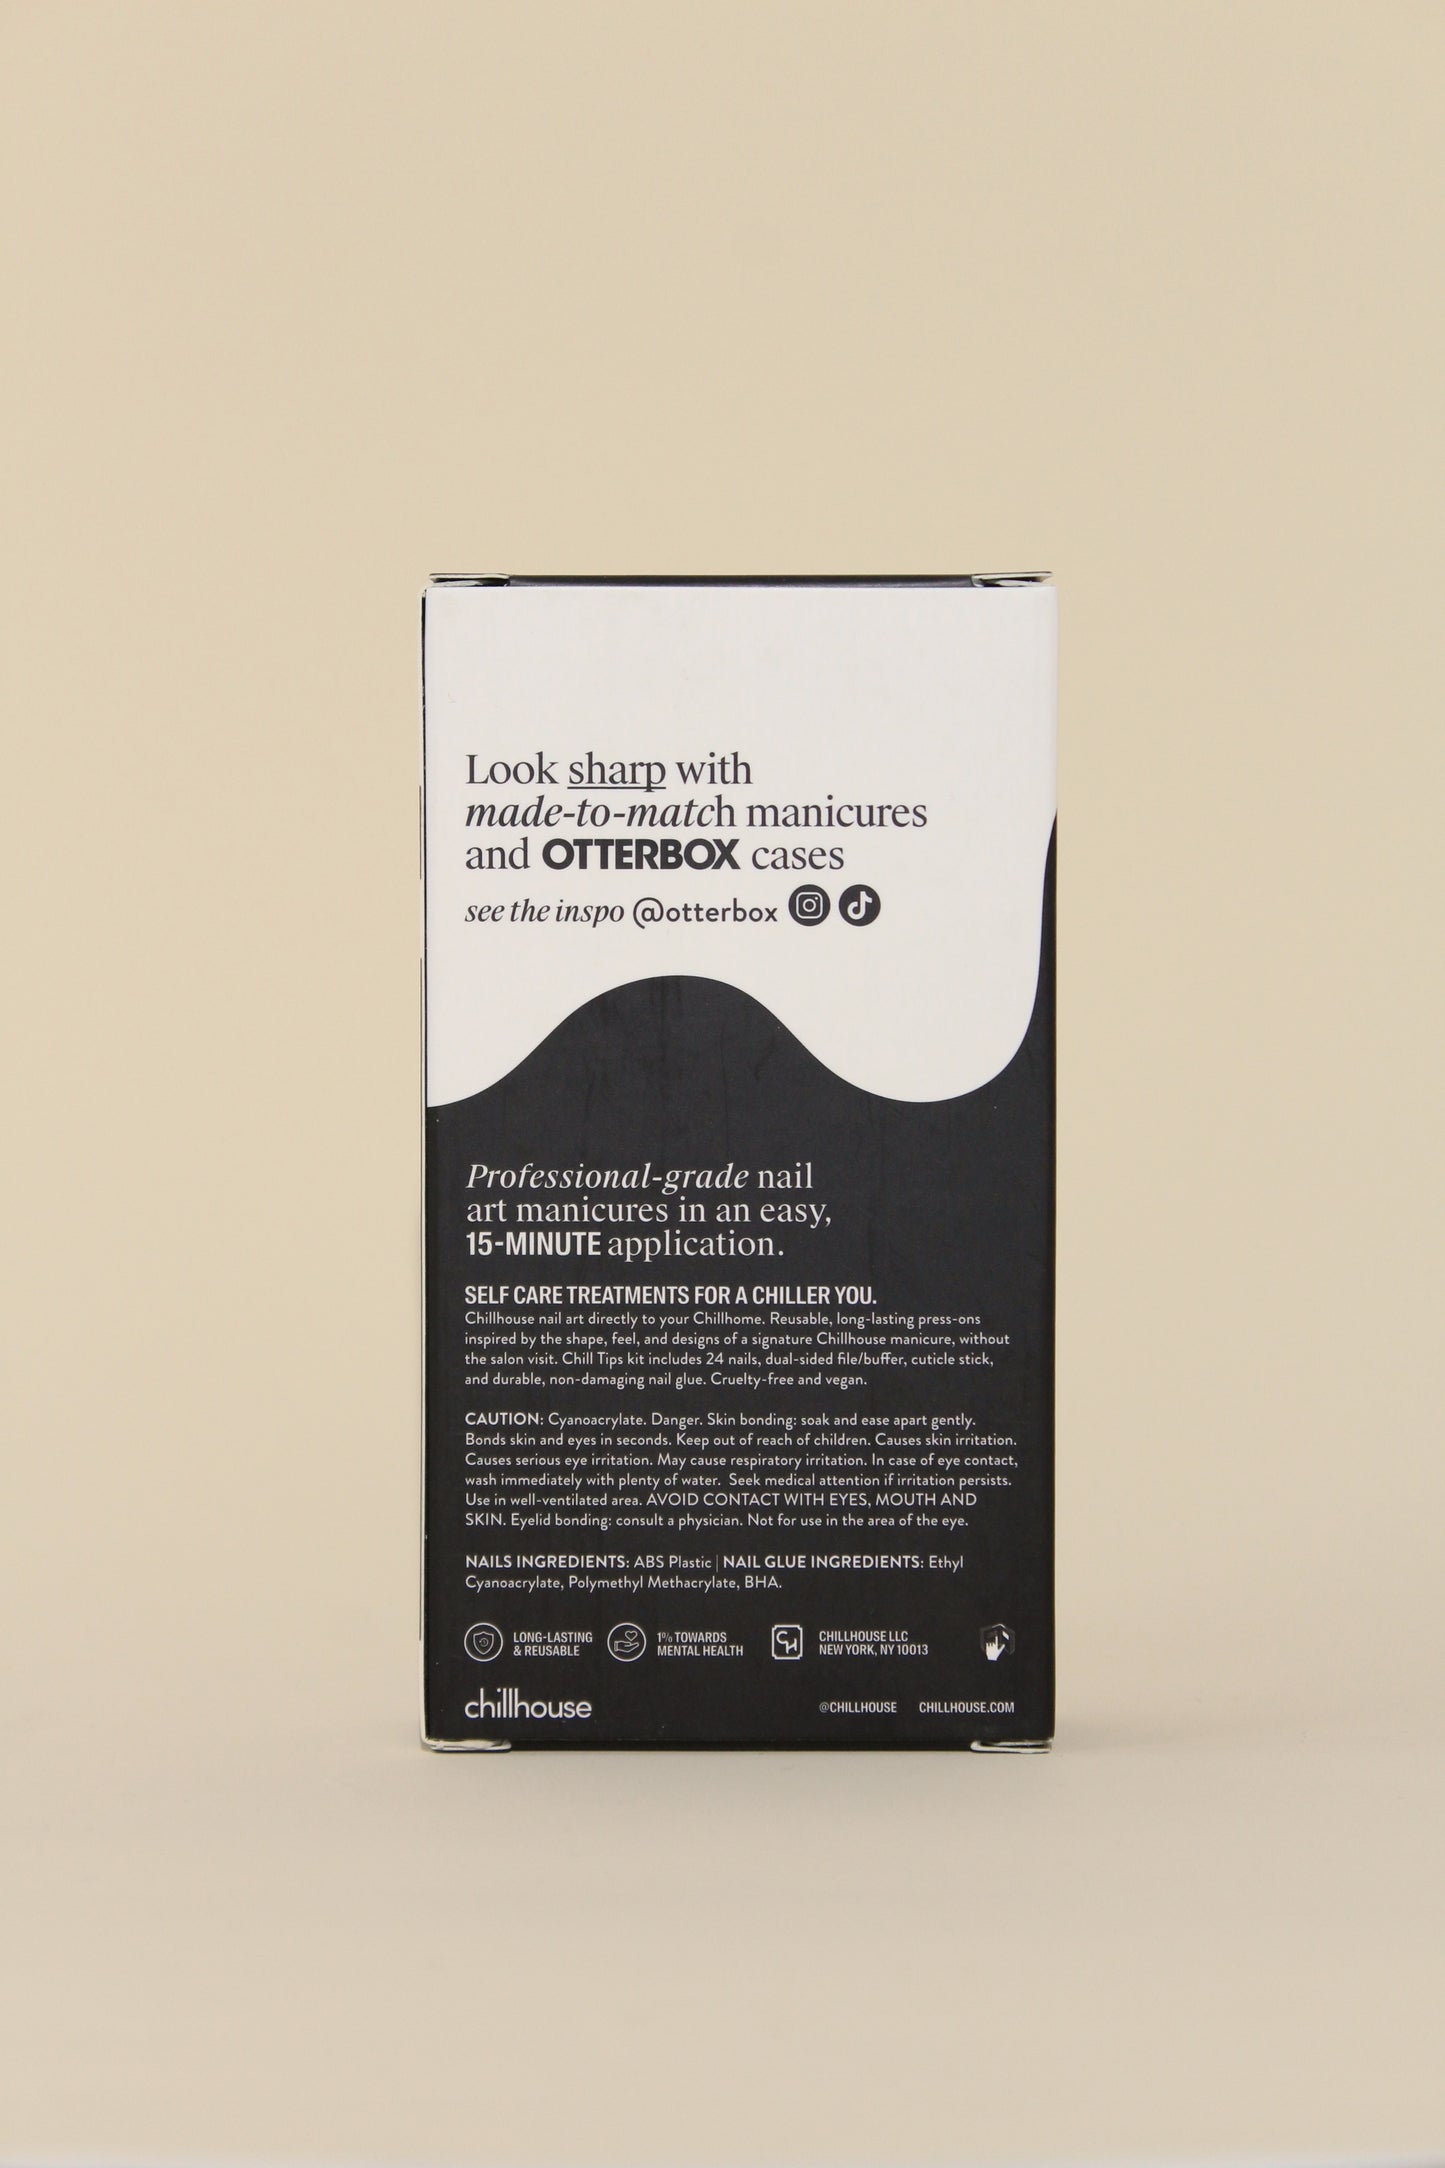 Look sharp with
made-to-match manicures
and OTTERBOX cases
see the inspo @otterbox
Professional-grade nail
art manicures in an easy,
15-MINUTE application.
SELF CARE TREATMENTS FOR A CHILLER YOU.
Chillhouse nail art directly to your Chillhome. Reusable, long-lasting press-ons
inspired by the shape, feel, and designs of a signature Chillhouse manicure, without
the salon visit. Chill Tips kit includes 24 nails, dual-sided file/buffer, cuticle stick,
and durable, non-damaging nail glue. Cruelty-free and vegan.
CAUTION: Cyanoacrylate. Danger. Skin bonding: soak and ease apart gently.
Bonds skin and eyes in seconds. Keep out of reach of children. Causes skin irritation.
Causes serious eye irritation. May cause respiratory irritation. In case of eye contact,
wash immediately with plenty of water. Seek medical attention if irritation persists.
Use in well-ventilated area. AVOID CONTACT WITH EYES, MOUTH AND
SKIN. Eyelid bonding: consult a physician. Not for use in the area of the eye.
NAILS INGREDIENTS: ABS Plastic | NAIL GLUE INGREDIENTS: Ethyl
Cyanoacrylate, Polymethyl Methacrylate, BHA.
LONG-LASTING
& REUSABLE
1% TOWARDS
MENTAL HEALTH
CH
CHILLHOUSE LLC
NEW YORK, NY 10013
chillhouse
@CHILLHOUSE CHILLHOUSE.COM